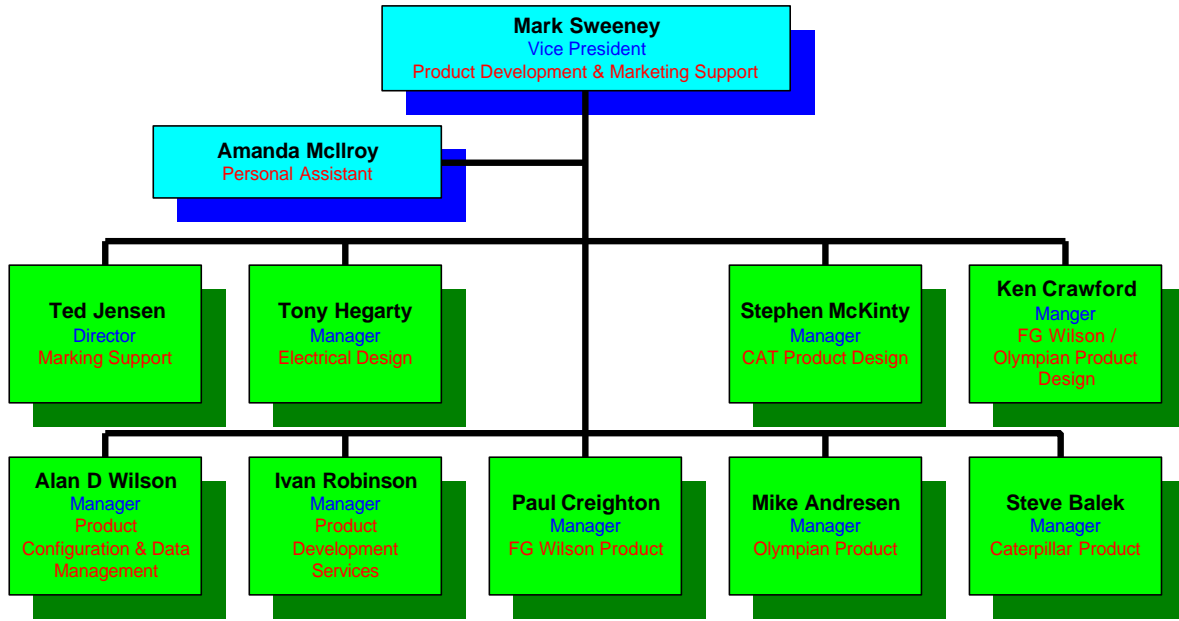 Mark Sweeney
Vice President
Product Development & Marketing Support
Amanda McIlroy
Personal Assistant
Ted Jensen
Director
Marking Support
Tony Hegarty
Manager
Electrical Design
Stephen McKinty
Manager
CAT Product Design
Ken Crawford
Manger
FG Wilson /
Olympian Product
Design
Alan D Wilson
Manager
Product
Configuration & Data
Management
Ivan Robinson
Manager
Product
Development
Services
Paul Creighton
Manager
FG Wilson Product
Mike Andresen
Manager
Olympian Product
Steve Balek
Manager
Caterpillar Product